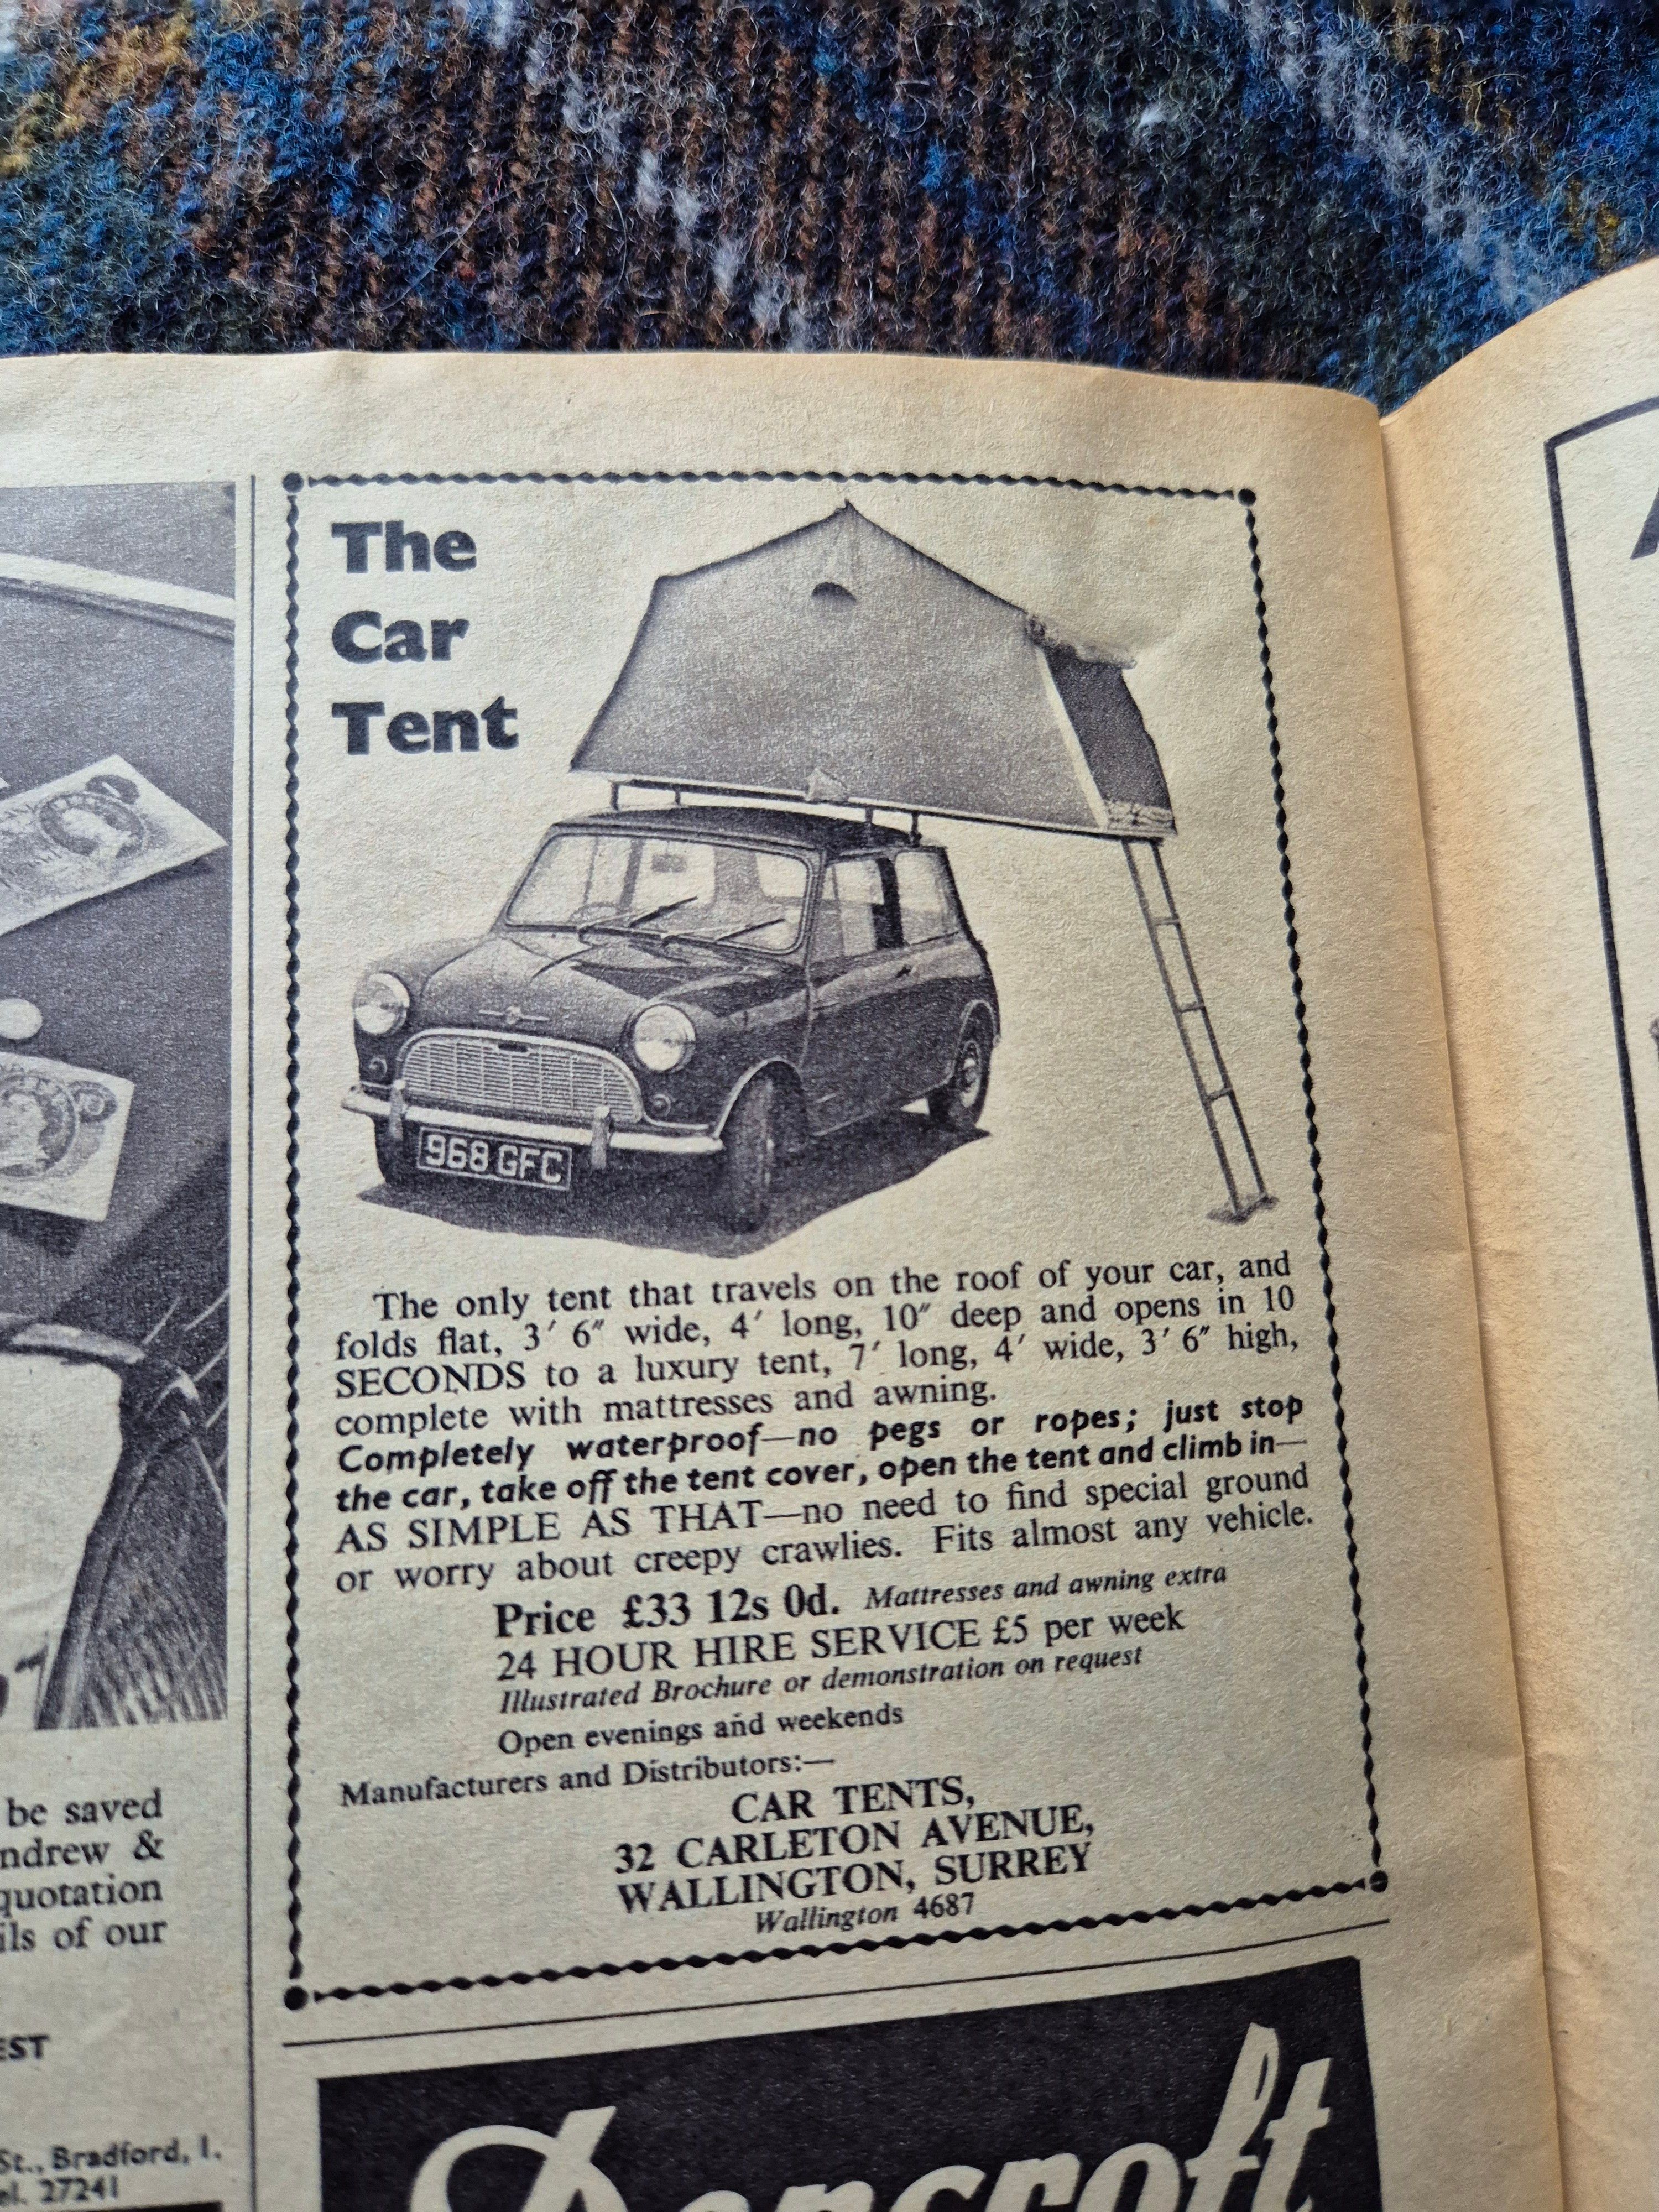 The
Car
Tent
968 GFC
The only tent that travels on the roof of your car, and
folds flat, 3′ 6″ wide, 4′ long, 10″ deep and opens in 10
SECONDS to a luxury tent, 7′ long, 4′ wide, 3′ 6″ high,
complete with mattresses and awning.
Completely waterproof—no pegs or ropes; just stop
the car, take off the tent cover, open the tent and climb in—
AS SIMPLE AS THAT—no need to find special ground
or worry about creepy crawlies. Fits almost any vehicle.
Price £33 12s 0d. Mattresses and awning extra
24 HOUR HIRE SERVICE £5 per week
Illustrated Brochure or demonstration on request
Open evenings and weekends
Manufacturers and Distributors:—
CAR TENTS,
32 CARLETON AVENUE,
WALLINGTON, SURREY
Wallington 4687
be saved
ndrew &
quotation
ils of our
EST
St., Bradford, 1.
el. 27241